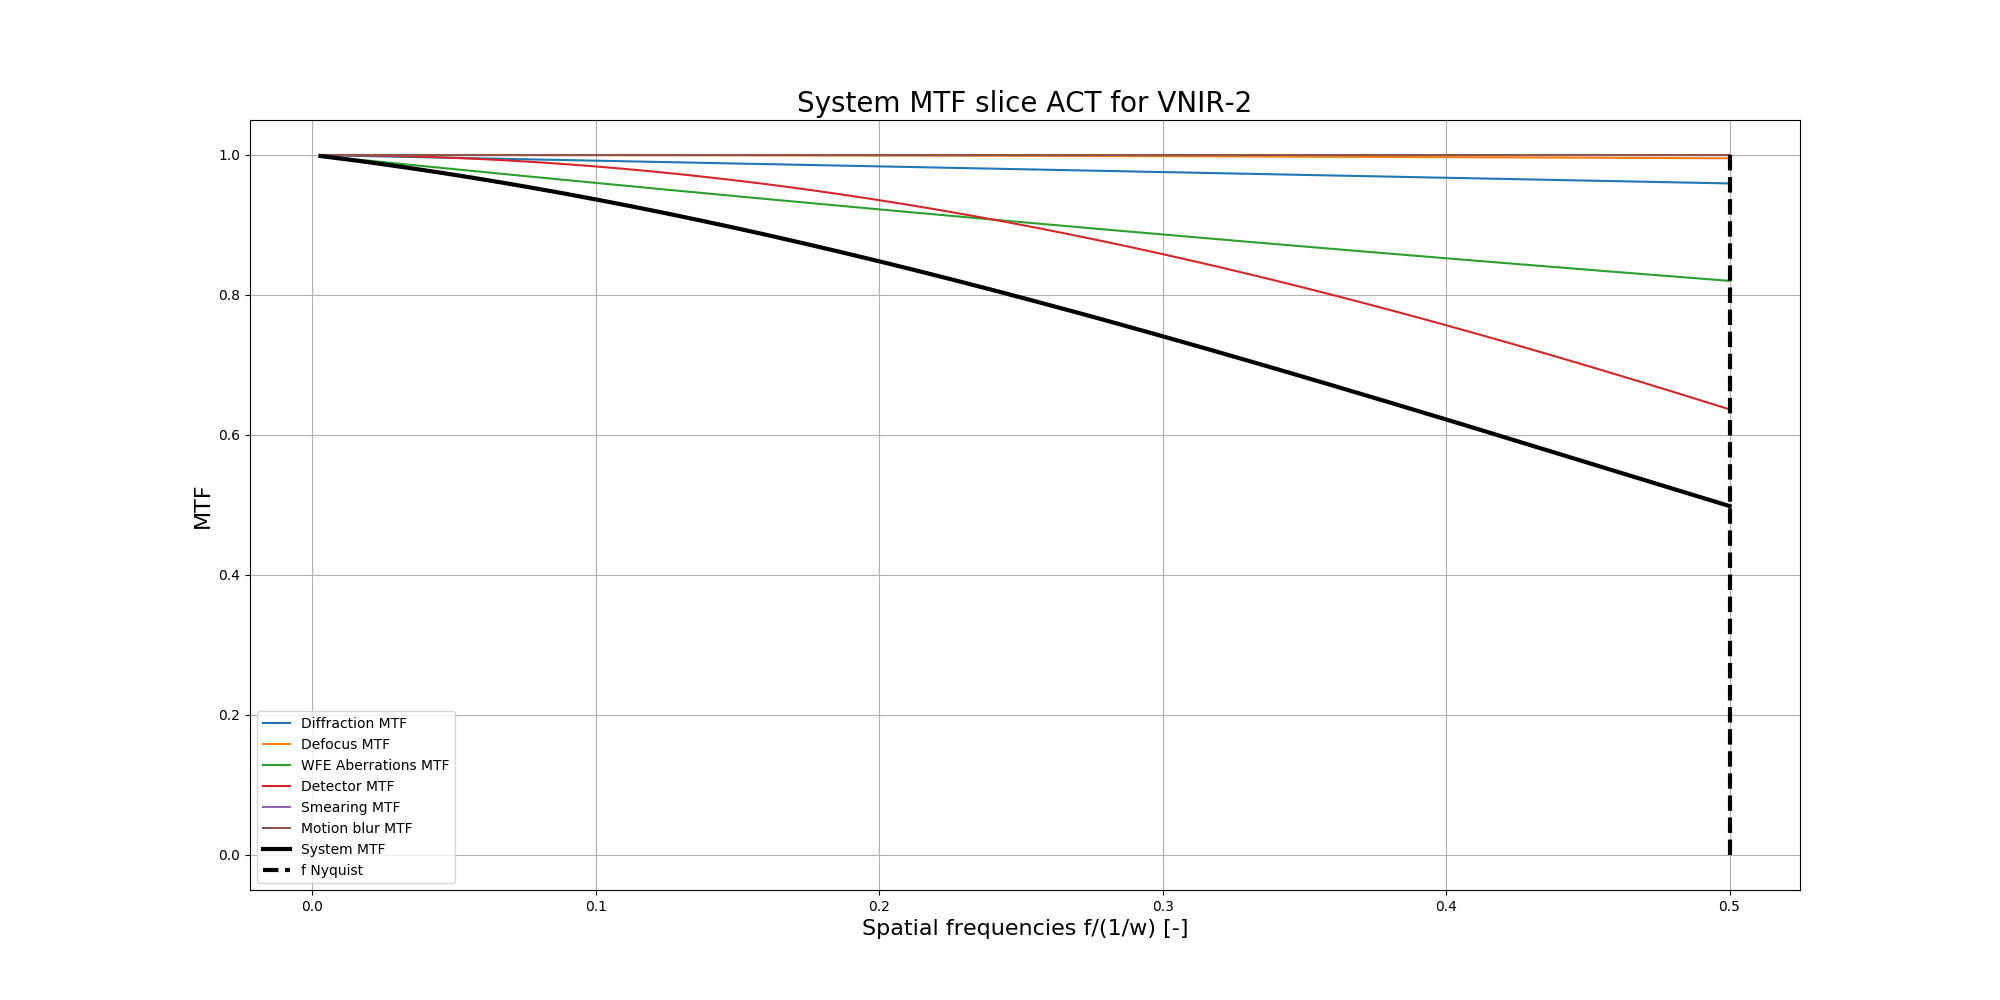 System MTF slice ACT for VNIR-2
1.0
0.8
0.6
0.4
0.2
0.0
MTF
Diffraction MTF
Defocus MTF
WFE Aberrations MTF
Detector MTF
Smearing MTF
Motion blur MTF
System MTF
f Nyquist
0.0 0.1 0.2 0.3 0.4 0.5
Spatial frequencies f/(1/w) [-]